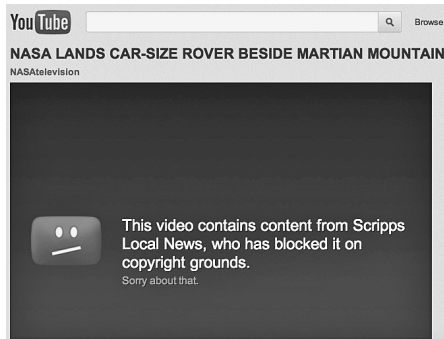 YouTube
Browse
NASA LANDS CAR-SIZE ROVER BESIDE MARTIAN MOUNTAIN
NASAtelevision
This video contains content from Scripps
Local News, who has blocked it on
copyright grounds.
Sorry about that.